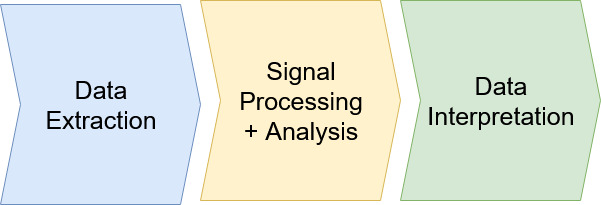 Data
Extraction
Signal
Processing
+ Analysis
Data
Interpretation